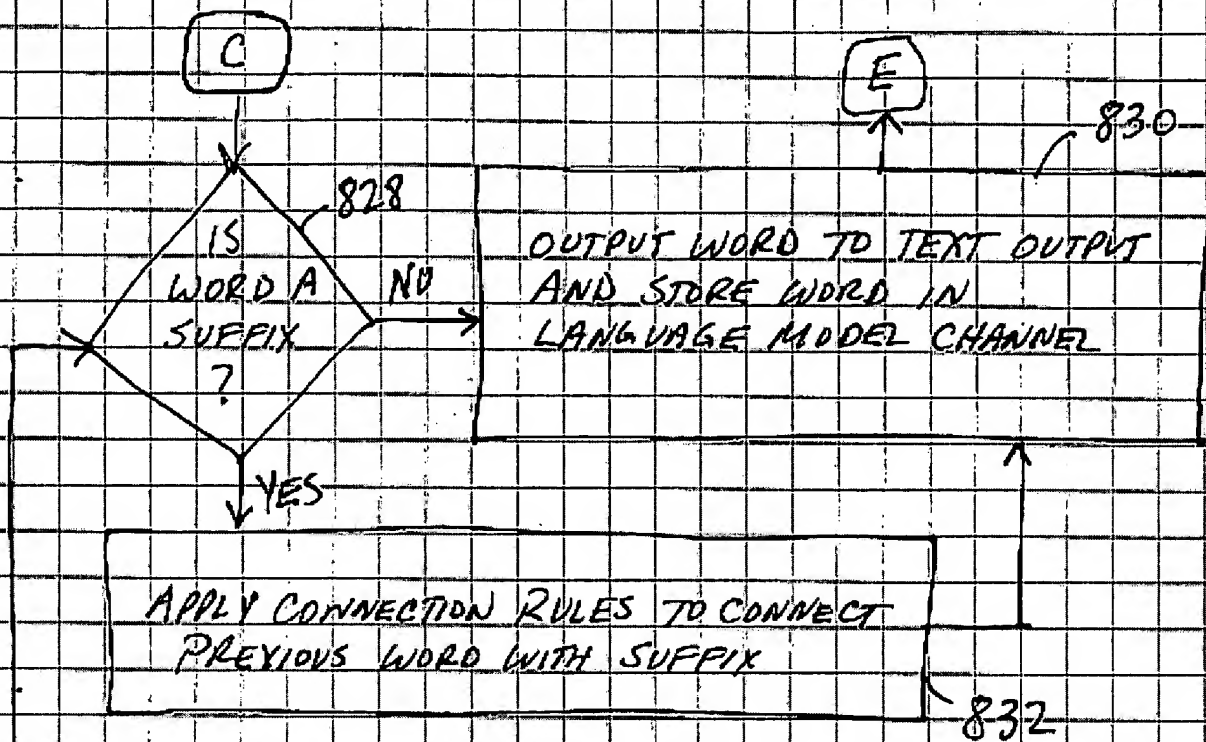 C
E
830
828
IS
WORD A
SUFFIX
?
NO
OUTPUT WORD TO TEXT OUTPUT
AND STORE WORD IN
LANGUAGE MODEL CHANNEL
YES
APPLY CONNECTION RULES TO CONNECT
PREVIOUS WORD WITH SUFFIX
832